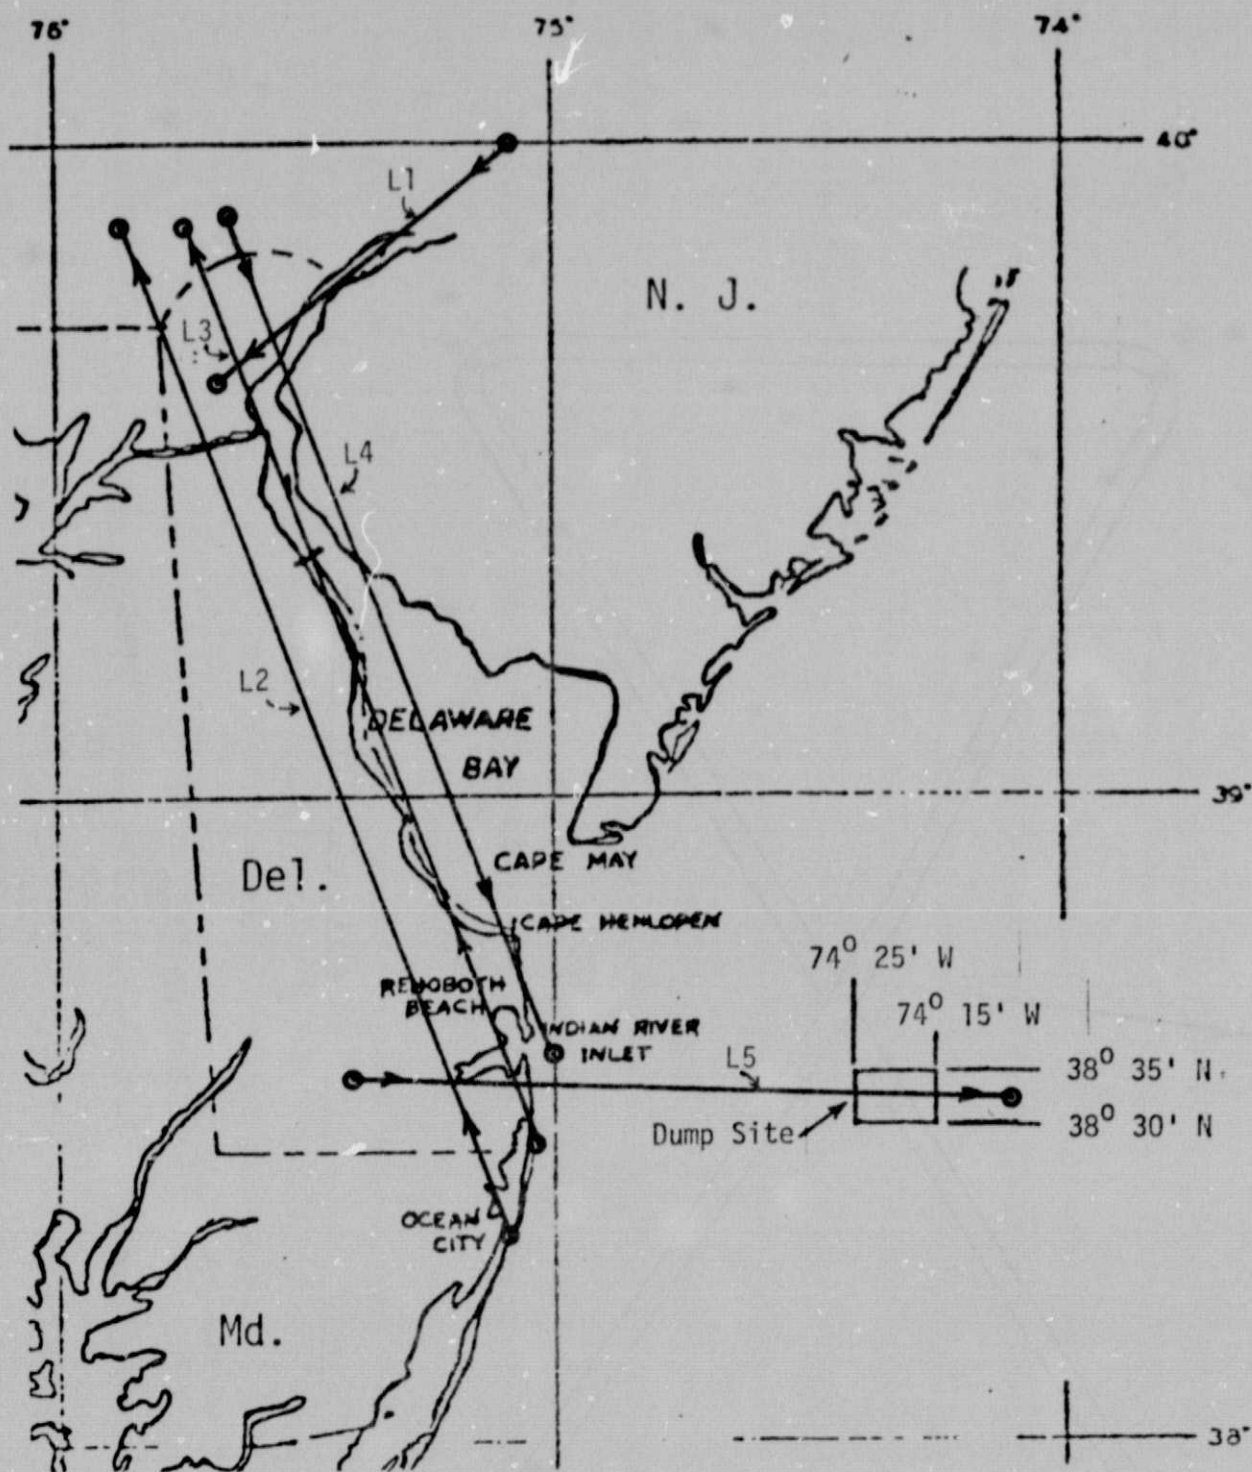 76°
75°
74°
40°
L1
N. J.
L3
L4
L2
DELAWARE
BAY
39°
CAPE MAY
Del.
CAPE HENLOPEN
74° 25' W
REHOBOTH
BEACH
74° 15' W
INDIAN RIVER
INLET
L5
38° 35' N
Dump Site
38° 30' N
OCEAN
CITY
Md.
38°